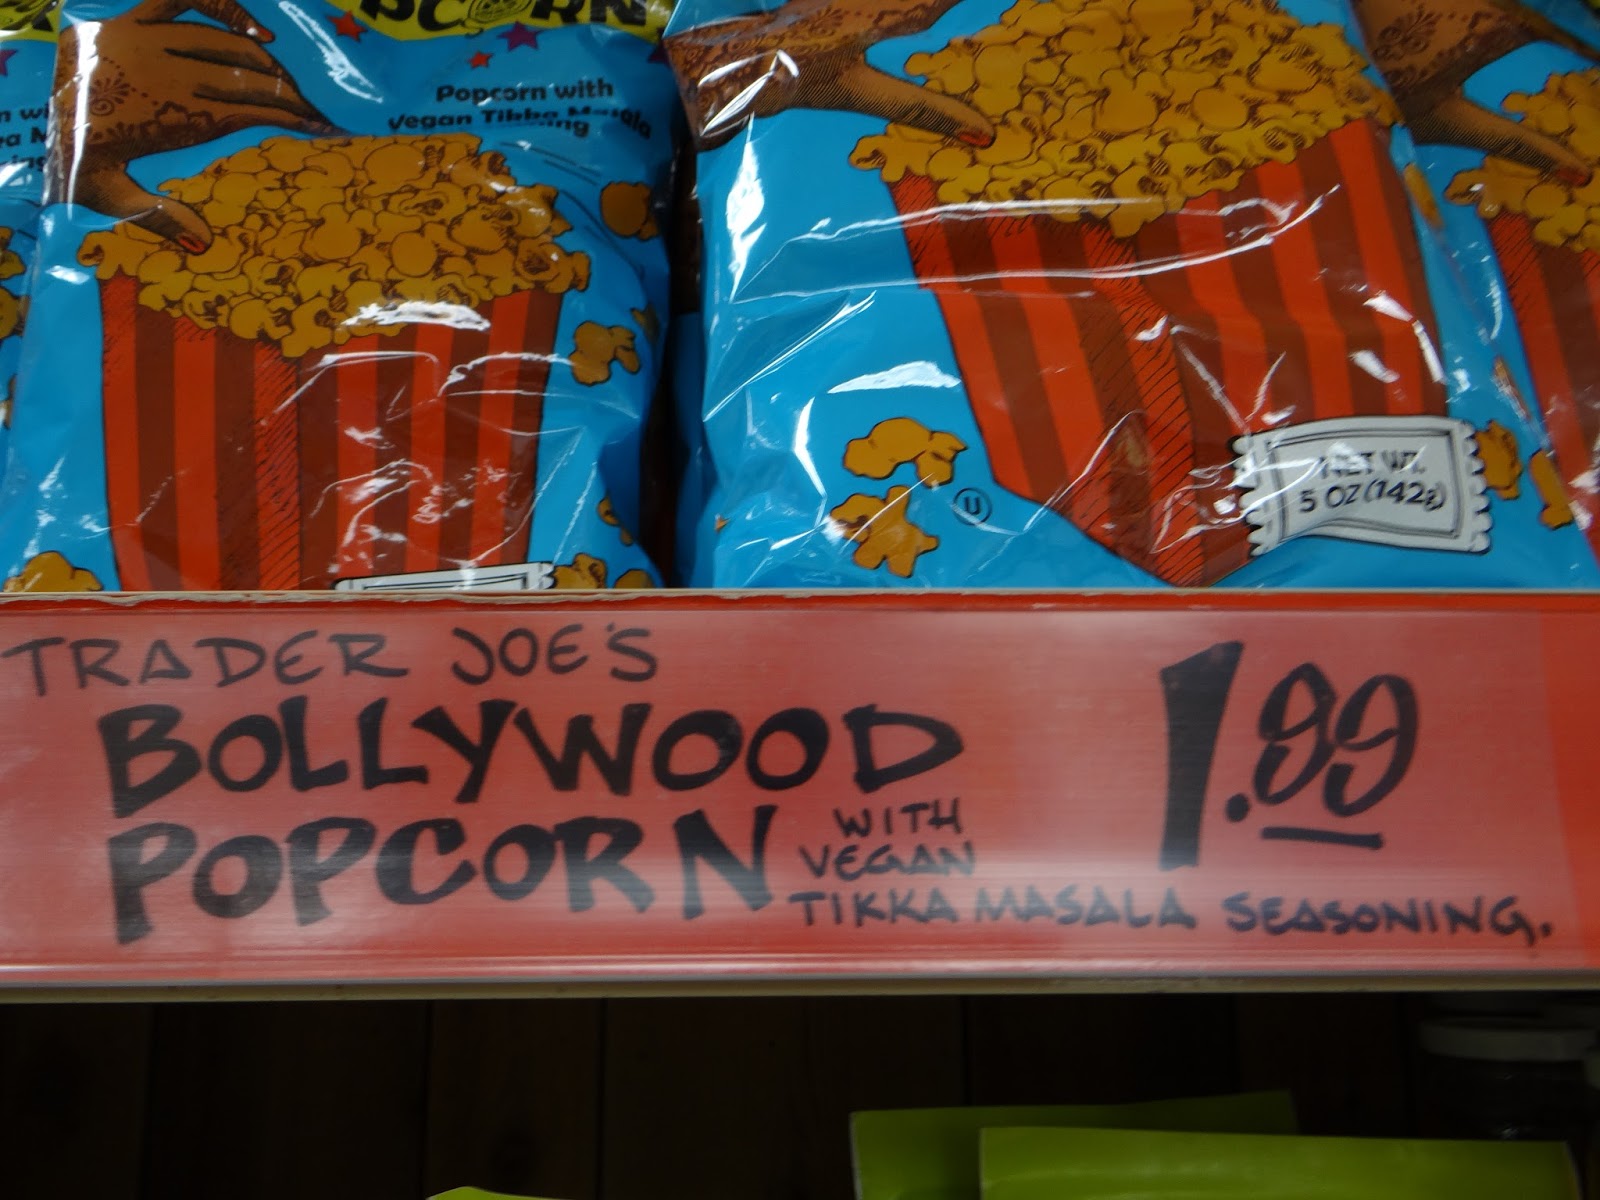 PCORN
Popcorn with
Vegan Tikka Masala
NET WT.
5 OZ (142g)
U
TRADER JOE'S
BOLLYWOOD
POPCORN WITH
VEGAN
TIKKA MASALA SEASONING.
1.99